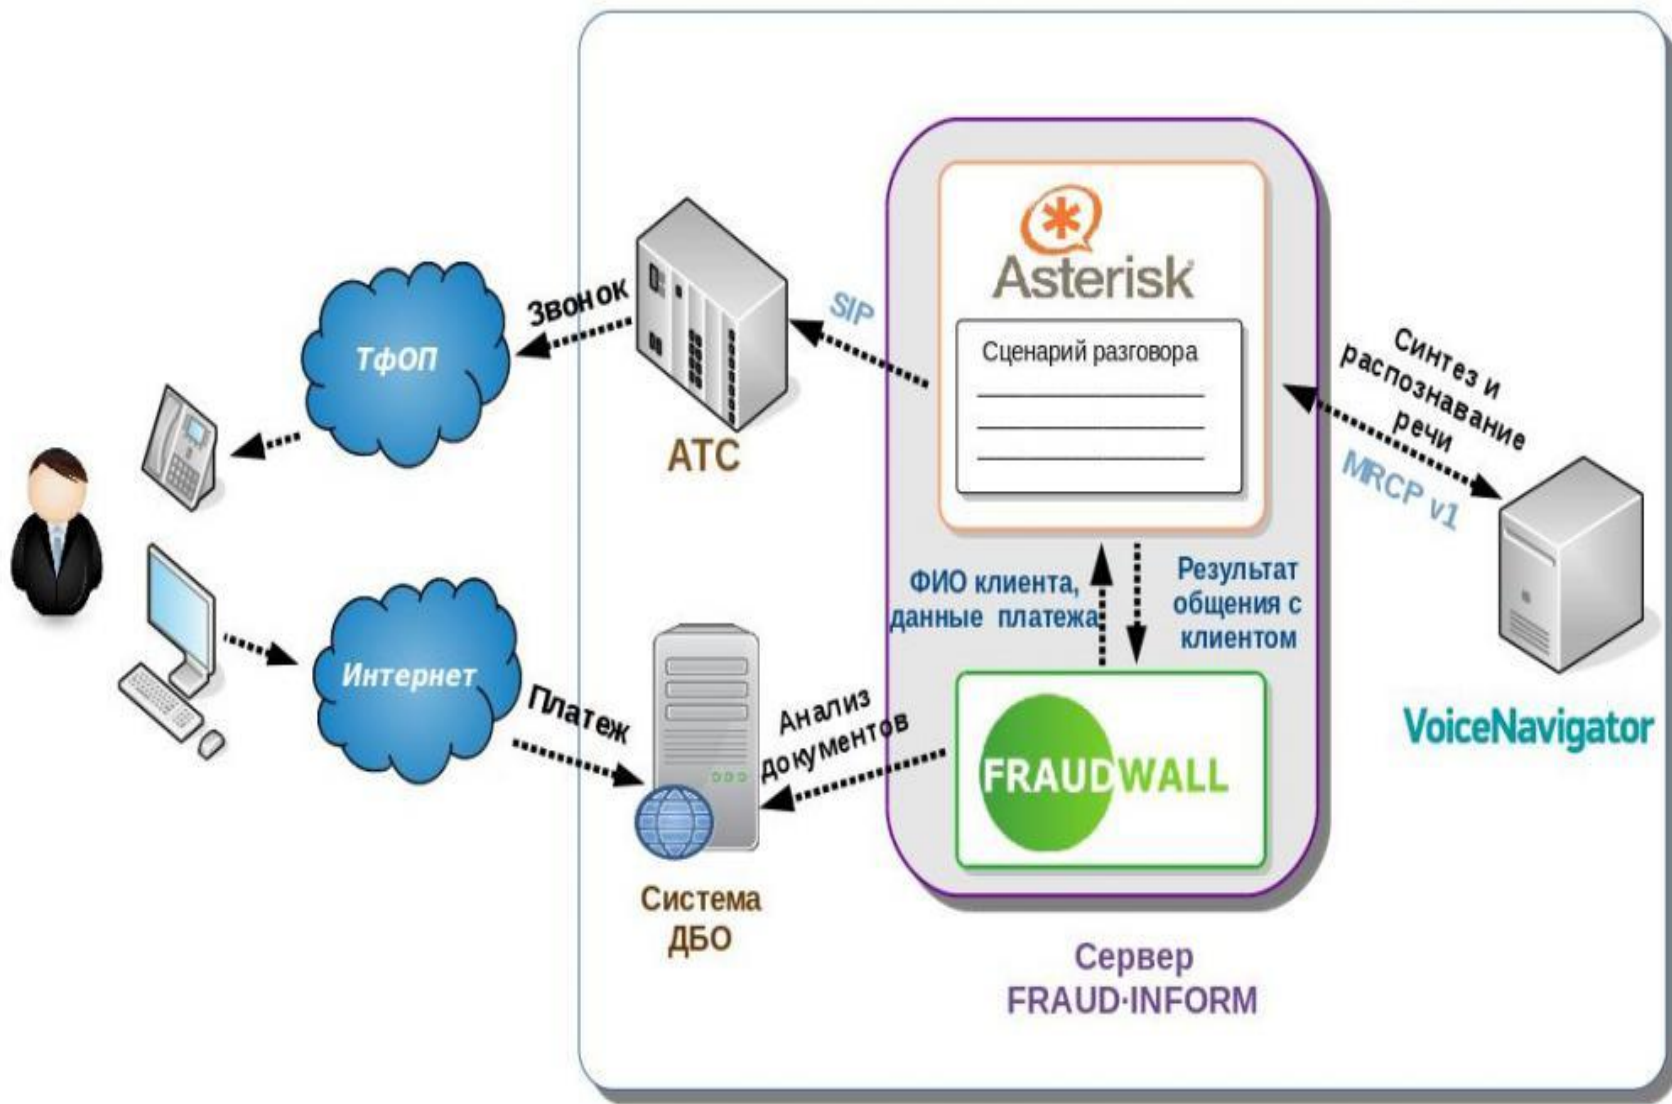 Asterisk
Сценарий разговора
SIP
Звонок
ТфОП
АТС
Синтез и
распознавание
речи
MRCP v1
ФИО клиента,
данные платежа
Результат
общения с
клиентом
Интернет
Платеж
Анализ
документов
FRAUDWALL
VoiceNavigator
Система
ДБО
Сервер
FRAUD·INFORM